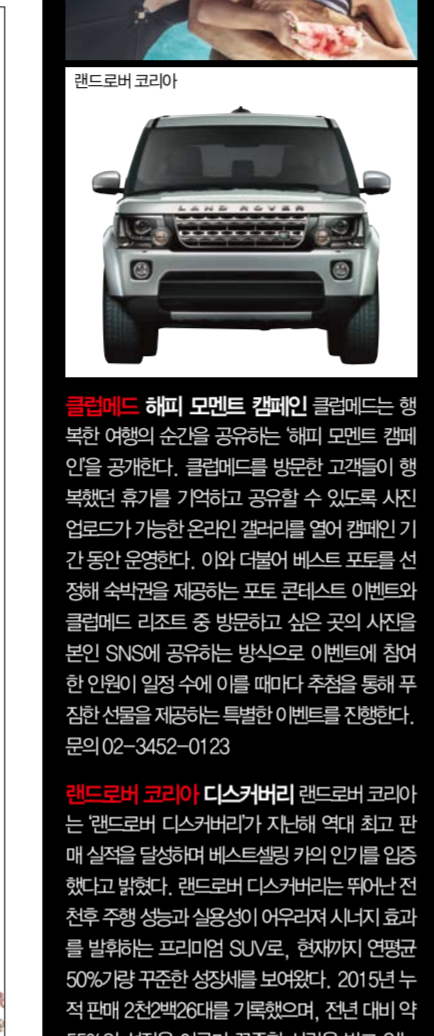 랜드로버 코리아
LAND ROVER
클럽메드 해피 모멘트 캠페인 클럽메드는 행
복한 여행의 순간을 공유하는 '해피 모멘트 캠페
인'을 공개한다. 클럽메드를 방문한 고객들이 행
복했던 휴가를 기억하고 공유할 수 있도록 사진
업로드가 가능한 온라인 갤러리를 열어 캠페인 기
간 동안 운영한다. 이와 더불어 베스트 포토를 선
정해 숙박권을 제공하는 포토 콘테스트 이벤트와
클럽메드 리조트 중 방문하고 싶은 곳의 사진을
본인 SNS에 공유하는 방식으로 이벤트에 참여
한 인원이 일정 수에 이를 때마다 추첨을 통해 푸
짐한 선물을 제공하는 특별한 이벤트를 진행한다.
문의 02-3452-0123
랜드로버 코리아 디스커버리 랜드로버 코리아
는 '랜드로버 디스커버리'가 지난해 역대 최고 판
매 실적을 달성하며 베스트셀링 카의 인기를 입증
했다고 밝혔다. 랜드로버 디스커버리는 뛰어난 전
천후 주행 성능과 실용성이 어우러져 시너지 효과
를 발휘하는 프리미엄 SUV로, 현재까지 연평균
50%가량 꾸준한 성장세를 보여왔다. 2015년 누
적 판매 2천2백26대를 기록했으며, 전년 대비 약